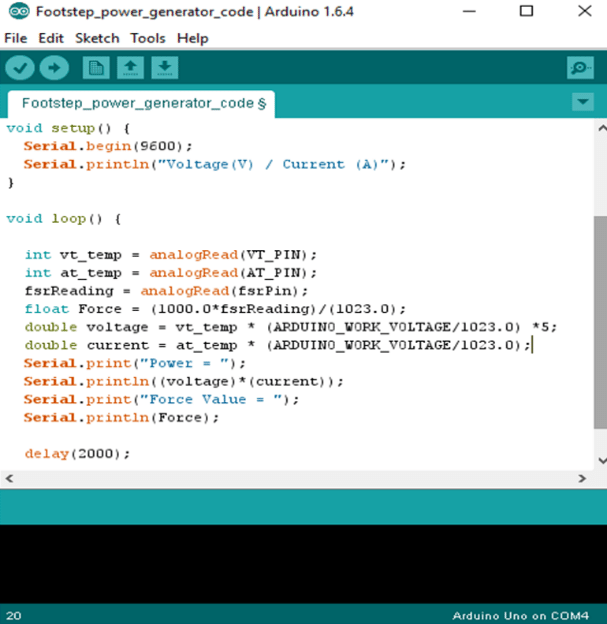 Footstep_power_generator_code | Arduino 1.6.4
File Edit Sketch Tools Help
Footstep_power_generator_code §
void setup() {
Serial.begin(9600);
Serial.println("Voltage(V) / Current (A)");
}
void loop() {
int vt_temp = analogRead(VT_PIN);
int at_temp = analogRead(AT_PIN);
fsrReading = analogRead(fsrPin);
float Force = (1000.0*fsrReading)/(1023.0);
double voltage = vt_temp * (ARDUINO_WORK_VOLTAGE/1023.0) *5;
double current = at_temp * (ARDUINO_WORK_VOLTAGE/1023.0);
Serial.print("Power = ");
Serial.println((voltage)*(current));
Serial.print("Force Value = ");
Serial.println(Force);
delay(2000);
20
Arduino Uno on COM4